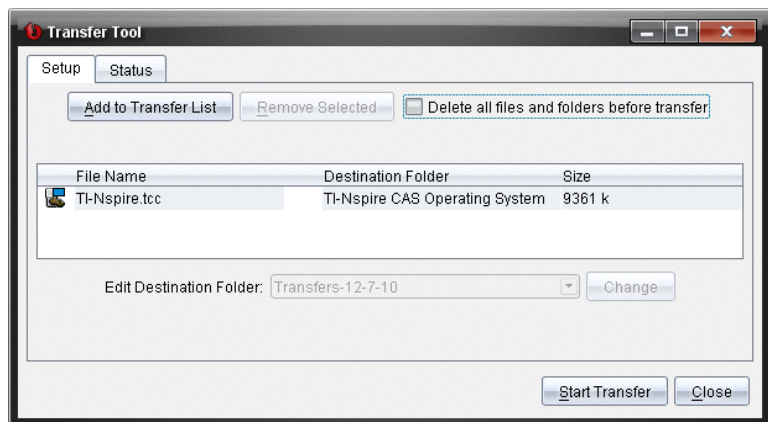 Transfer Tool
Setup Status
Add to Transfer List Remove Selected Delete all files and folders before transfer
File Name Destination Folder Size
TI-Nspire.tcc TI-Nspire CAS Operating System 9361 k
Edit Destination Folder: Transfers-12-7-10 Change
Start Transfer Close